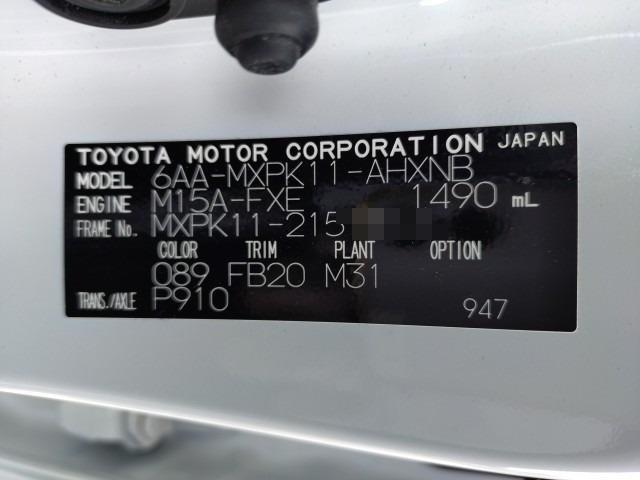 TOYOTA MOTOR CORPORATION JAPAN
MODEL 6AA-MXPK11-AHXNB
ENGINE M15A-FXE 1490 mL
FRAME No. MXPK11-215
COLOR TRIM PLANT OPTION
089 FB20 M31
TRANS./AXLE P910 947